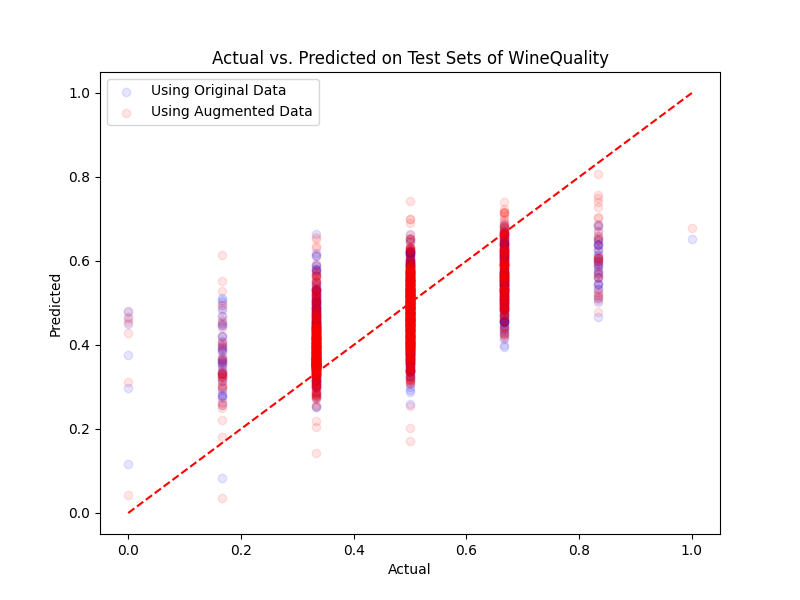 Actual vs. Predicted on Test Sets of WineQuality
Using Original Data
Using Augmented Data
Predicted
1.0
0.8
0.6
0.4
0.2
0.0
0.0 0.2 0.4 0.6 0.8 1.0
Actual